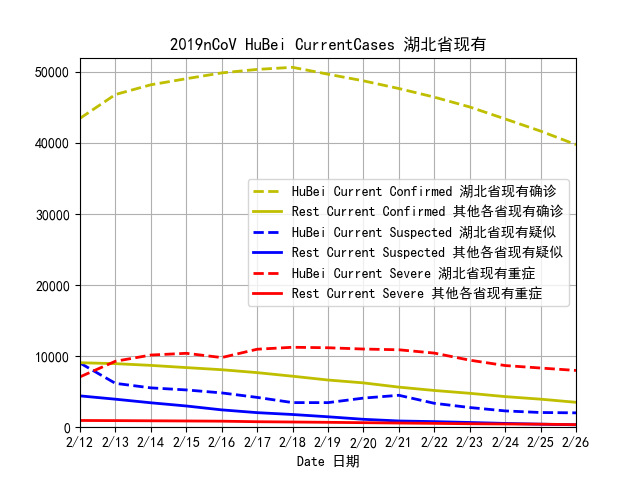 2019nCoV HuBei CurrentCases 湖北省现有
50000
40000
30000
20000
10000
0
HuBei Current Confirmed 湖北省现有确诊
Rest Current Confirmed 其他各省现有确诊
HuBei Current Suspected 湖北省现有疑似
Rest Current Suspected 其他各省现有疑似
HuBei Current Severe 湖北省现有重症
Rest Current Severe 其他各省现有重症
2/12 2/13 2/14 2/15 2/16 2/17 2/18 2/19 2/20 2/21 2/22 2/23 2/24 2/25 2/26
Date 日期